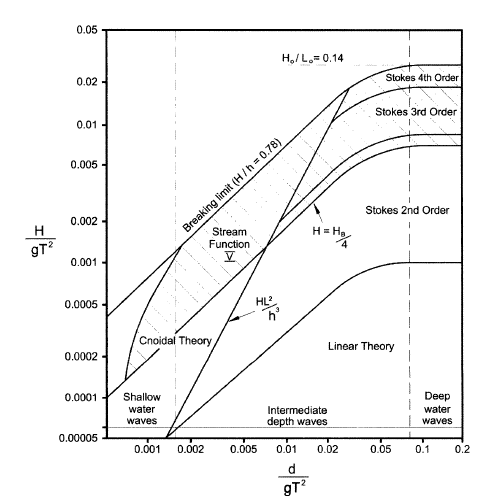 0.05
H₀ / L₀ = 0.14
0.02
Stokes 4th Order
Stokes 3rd Order
0.01
0.005
Breaking limit (H / h = 0.78)
0.002
Stream
Function
V
H = H_B
4
Stokes 2nd Order
H
gT²
0.001
0.0005
HL²
h³
Cnoidal Theory
Linear Theory
0.0002
0.0001
Shallow
water
waves
Intermediate
depth waves
Deep
water
waves
0.00005
0.001 0.002 0.005 0.01 0.02 0.05 0.1 0.2
d
gT²